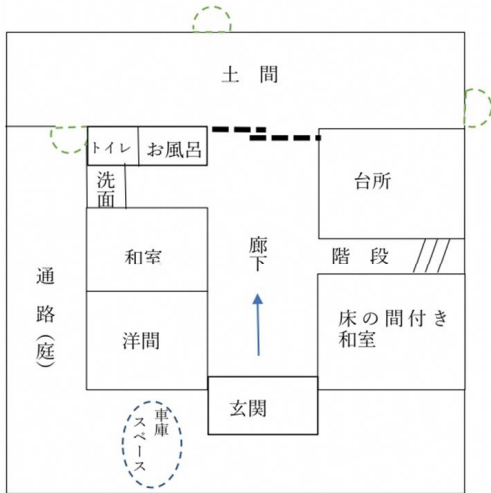 土間
トイレ
お風呂
洗面
台所
和室
廊下
階段
通路(庭)
洋間
床の間付き
和室
玄関
車庫
スペース